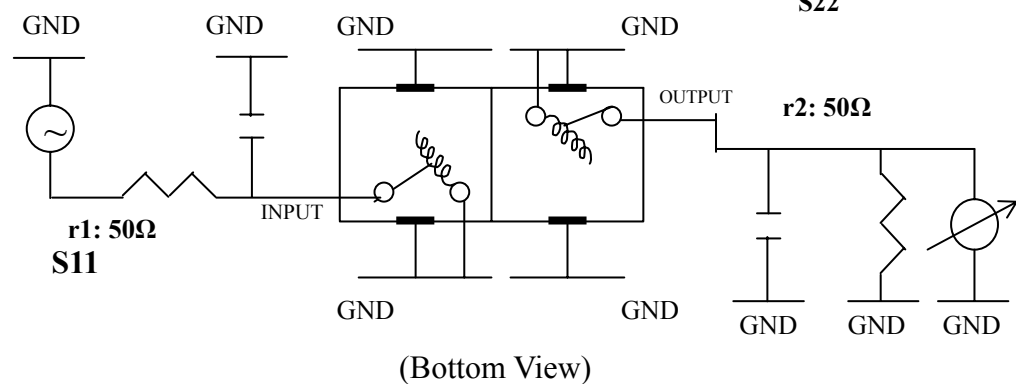 S22
GND
GND
GND
GND
OUTPUT
r2: 50Ω
~
INPUT
r1: 50Ω
S11
GND
GND
GND
GND
GND
(Bottom View)